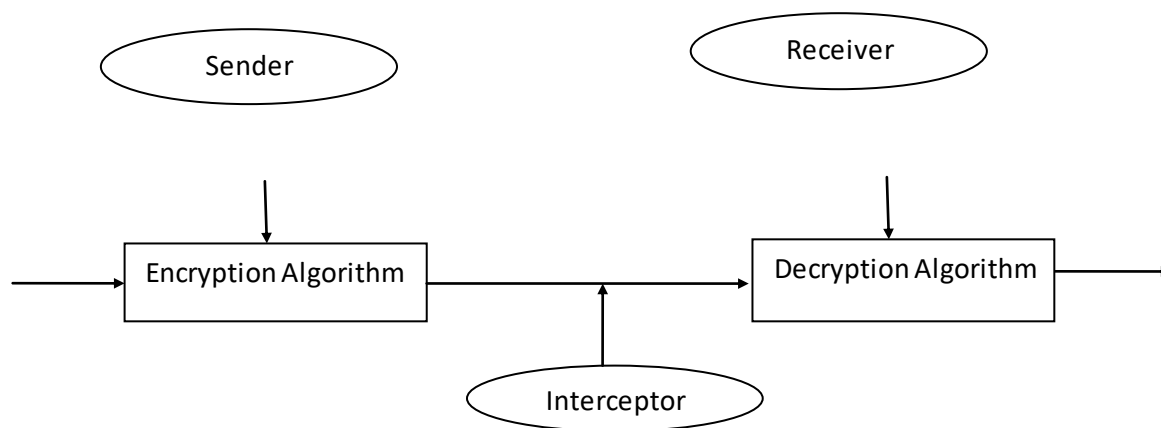 Sender
Receiver
Encryption Algorithm
Decryption Algorithm
Interceptor